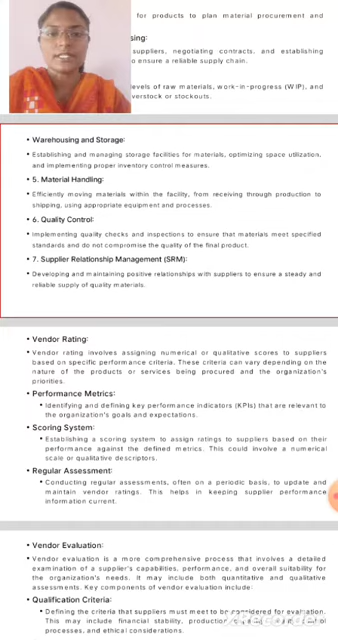 for products to plan material procurement and
sing:
suppliers, negotiating contracts, and establishing
o ensure a reliable supply chain.
levels of raw materials, work-in-progress (WIP), and
verstock or stockouts.
• Warehousing and Storage:
• Establishing and managing storage facilities for materials, optimizing space utilization,
and implementing proper inventory control measures.
• 5. Material Handling:
• Efficiently moving materials within the facility, from receiving through production to
shipping, using appropriate equipment and processes.
• 6. Quality Control:
• Implementing quality checks and inspections to ensure that materials meet specified
standards and do not compromise the quality of the final product.
• 7. Supplier Relationship Management (SRM):
• Developing and maintaining positive relationships with suppliers to ensure a steady and
reliable supply of quality materials.
• Vendor Rating:
• Vendor rating involves assigning numerical or qualitative scores to suppliers
based on specific performance criteria. These criteria can vary depending on
the nature of the products or services being procured and the organization's
priorities.
• Performance Metrics:
• Identifying and defining key performance indicators (KPIs) that are relevant to
the organization's goals and expectations.
• Scoring System:
• Establishing a scoring system to assign ratings to suppliers based on their
performance against the defined metrics. This could involve a numerical
scale or qualitative descriptors.
• Regular Assessment:
• Conducting regular assessments, often on a periodic basis, to update and
maintain vendor ratings. This helps in keeping supplier performance
information current.
• Vendor Evaluation:
• Vendor evaluation is a more comprehensive process that involves a detailed
examination of a supplier's capabilities, performance, and overall suitability for
the organization's needs. It may include both quantitative and qualitative
assessments. Key components of vendor evaluation include:
• Qualification Criteria:
• Defining the criteria that suppliers must meet to be considered for evaluation.
This may include financial stability, production
processes, and ethical considerations.